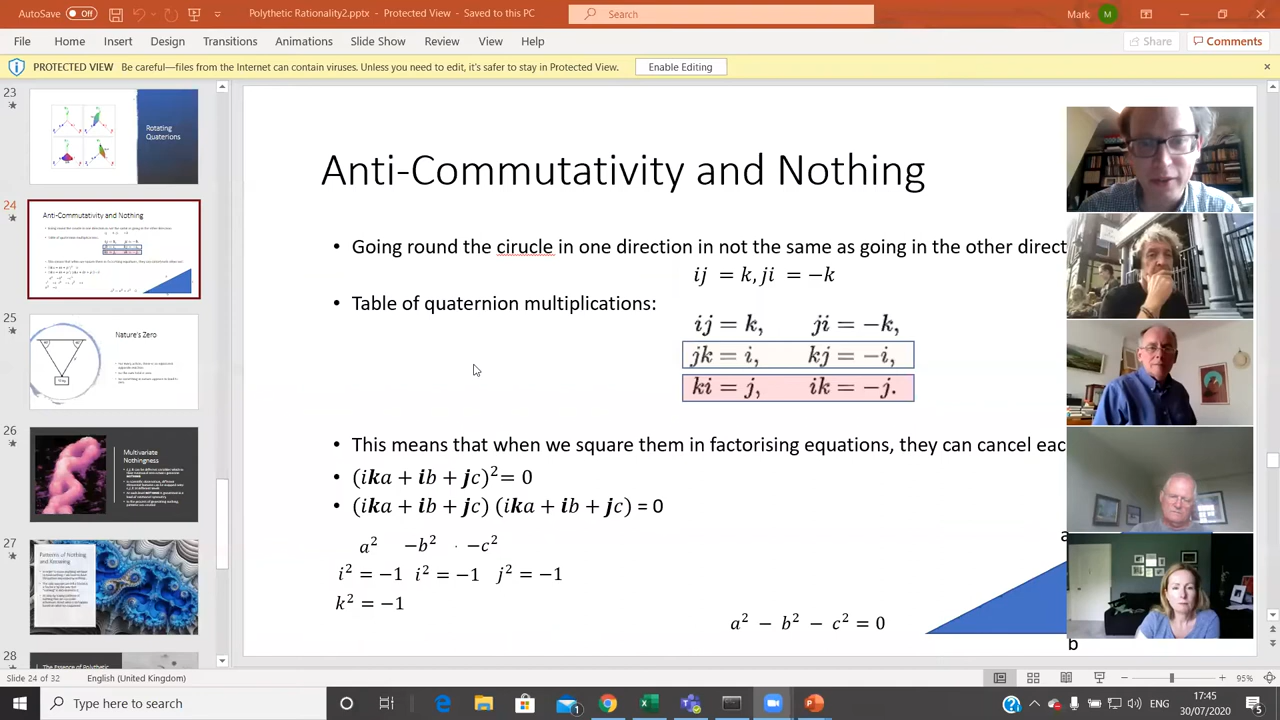 AutoSave Off Polythetic Rationality2.pptx - Saved to this PC Search Mark M
File Home Insert Design Transitions Animations Slide Show Review View Help Share Comments
PROTECTED VIEW Be careful—files from the Internet can contain viruses. Unless you need to edit, it's safer to stay in Protected View. Enable Editing
23
Rotating
Quaterions
24
Anti-Commutativity and Nothing
25
Nature's Zero
26
Multivariate
Nothingness
27
Patterns of Nothing
and Knowing
28
Anti-Commutativity and Nothing
• Going round the cirucle in one direction in not the same as going in the other direct
ij = k, ji = −k
• Table of quaternion multiplications:
ij = k, ji = −k,
jk = i, kj = −i,
ki = j, ik = −j.
• This means that when we square them in factorising equations, they can cancel eac
• (ika + ib + jc)² = 0
• (ika + ib + jc) (ika + ib + jc) = 0
a² −b² −c²
i² = −1 i² = −1 j² = −1
k² = −1
a² − b² − c² = 0
b
Slide 24 of 32 English (United Kingdom) 95%
Type here to search
1
ENG
17:45
30/07/2020
5